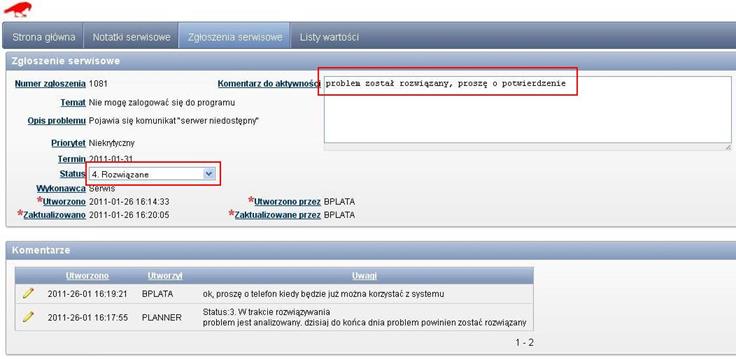 Strona główna Notatki serwisowe Zgłoszenia serwisowe Listy wartości
Zgłoszenie serwisowe
Numer zgłoszenia 1081 Komentarz do aktywności problem został rozwiązany, proszę o potwierdzenie
Temat Nie mogę zalogować się do programu
Opis problemu Pojawia się komunikat "serwer niedostępny"
Priorytet Niekrytyczny
Termin 2011-01-31
Status 4. Rozwiązane
Wykonawca Serwis
*Utworzono 2011-01-26 16:14:33 *Utworzono przez BPLATA
*Zaktualizowano 2011-01-26 16:20:05 *Zaktualizowane przez BPLATA
Komentarze
Utworzono Utworzył Uwagi
2011-26-01 16:19:21 BPLATA ok, proszę o telefon kiedy będzie już można korzystać z systemu
2011-26-01 16:17:55 PLANNER Status:3. W trakcie rozwiązywania
problem jest analizowany. dzisiaj do końca dnia problem powinien zostać rozwiązany
1 - 2